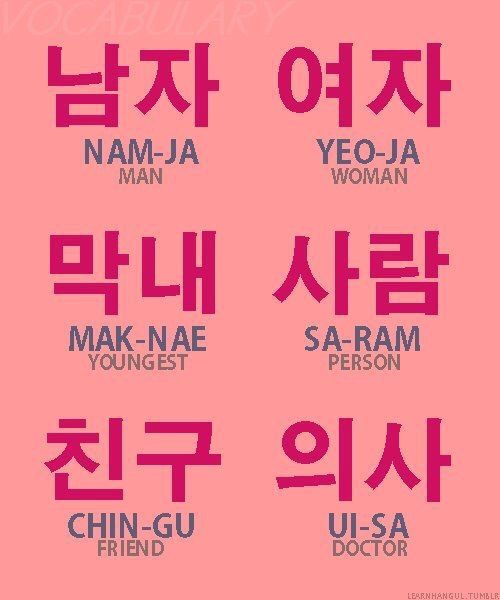 VOCABULARY
남자 여자
NAM-JA YEO-JA
MAN WOMAN
막내 사람
MAK-NAE SA-RAM
YOUNGEST PERSON
친구 의사
CHIN-GU UI-SA
FRIEND DOCTOR
LEARNHANGUL.TUMBLR